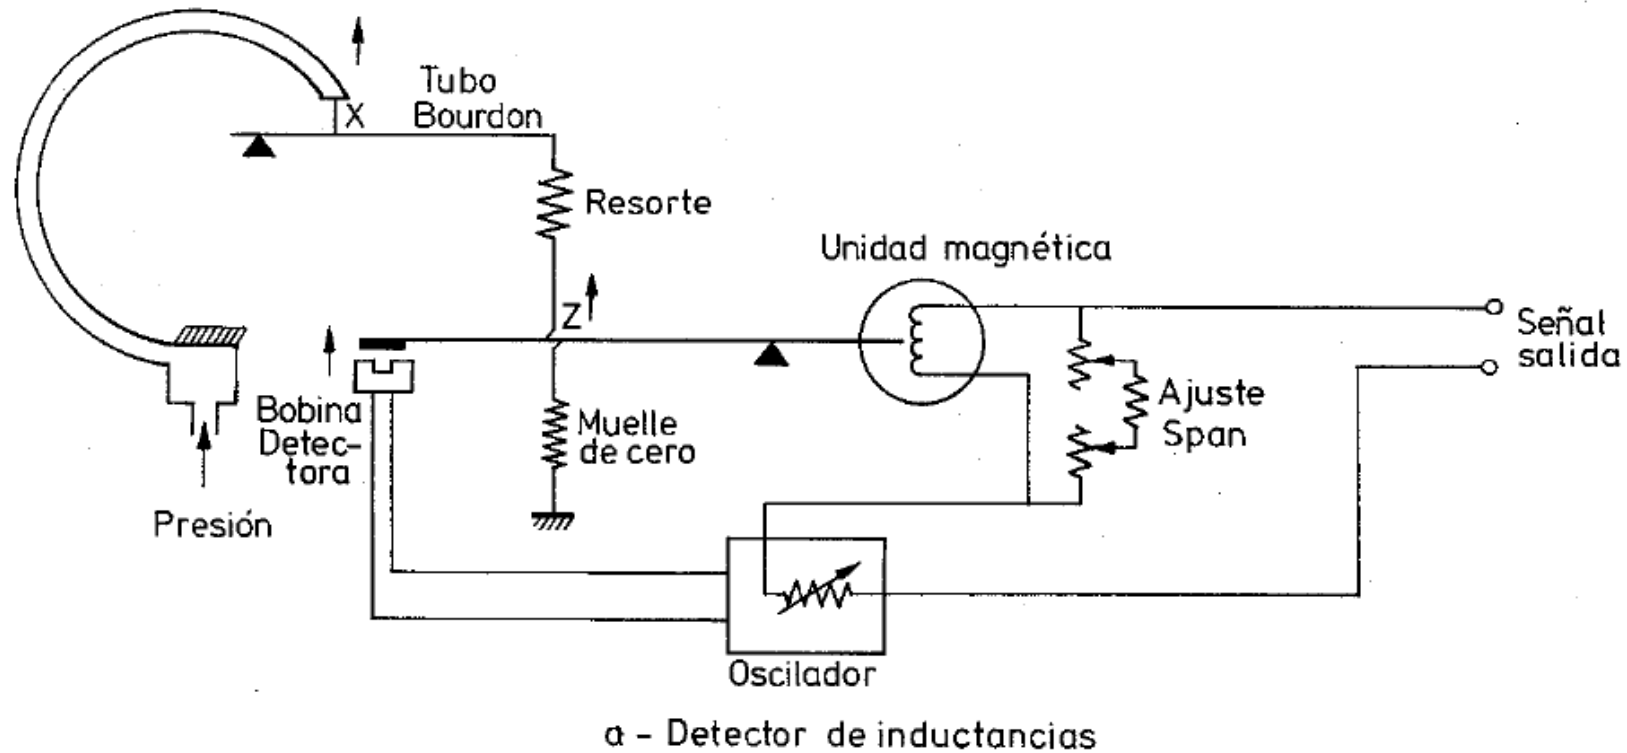 Tubo
Bourdon
X
Resorte
Unidad magnética
Z
Señal
salida
Bobina
Detec-
tora
Muelle
de cero
Ajuste
Span
Presión
Oscilador
a - Detector de inductancias